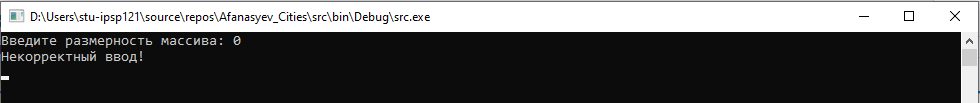 D:\Users\stu-ipsp121\source\repos\Afanasyev_Cities\src\bin\Debug\src.exe
Введите размерность массива: 0
Некорректный ввод!